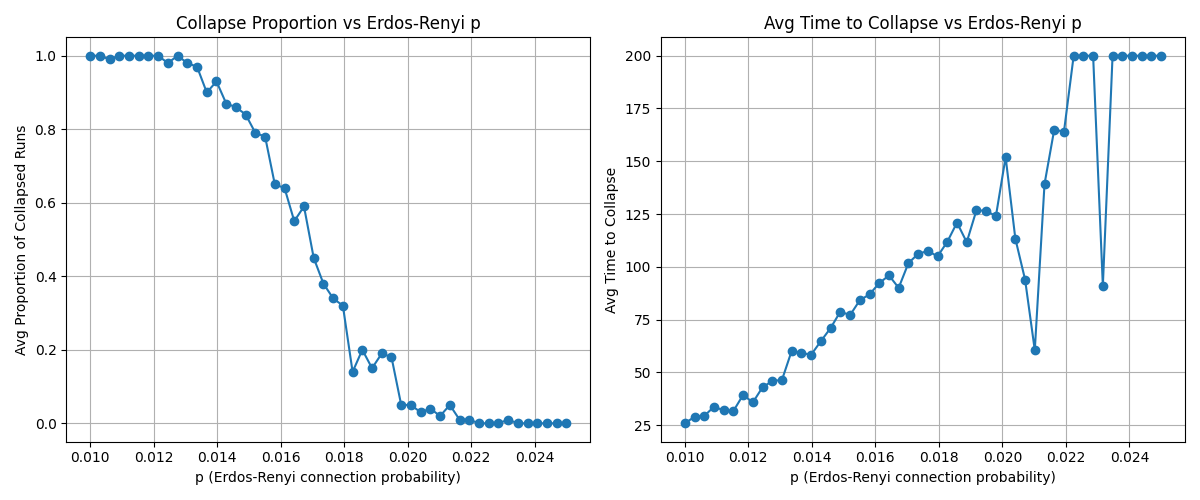 Collapse Proportion vs Erdos-Renyi p
Avg Proportion of Collapsed Runs
1.0
0.8
0.6
0.4
0.2
0.0
0.010 0.012 0.014 0.016 0.018 0.020 0.022 0.024
p (Erdos-Renyi connection probability)
Avg Time to Collapse vs Erdos-Renyi p
Avg Time to Collapse
200
175
150
125
100
75
50
25
0.010 0.012 0.014 0.016 0.018 0.020 0.022 0.024
p (Erdos-Renyi connection probability)